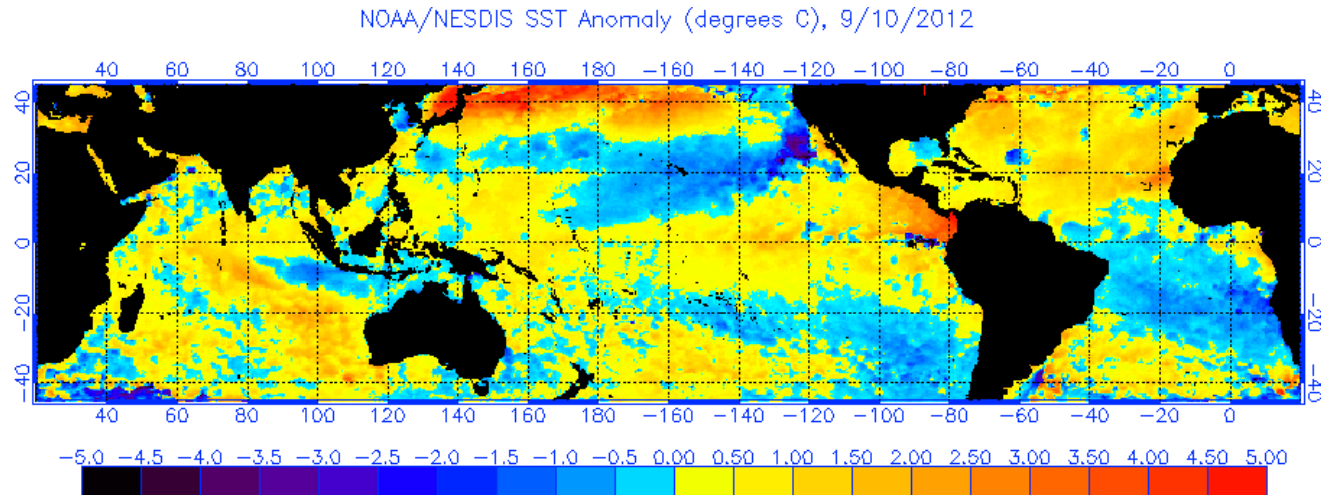 NOAA/NESDIS SST Anomaly (degrees C), 9/10/2012
40 60 80 100 120 140 160 180 -160 -140 -120 -100 -80 -60 -40 -20 0
40 40
20 20
0 0
-20 -20
-40 -40
40 60 80 100 120 140 160 180 -160 -140 -120 -100 -80 -60 -40 -20 0
-5.0 -4.5 -4.0 -3.5 -3.0 -2.5 -2.0 -1.5 -1.0 -0.5 0.00 0.50 1.00 1.50 2.00 2.50 3.00 3.50 4.00 4.50 5.00